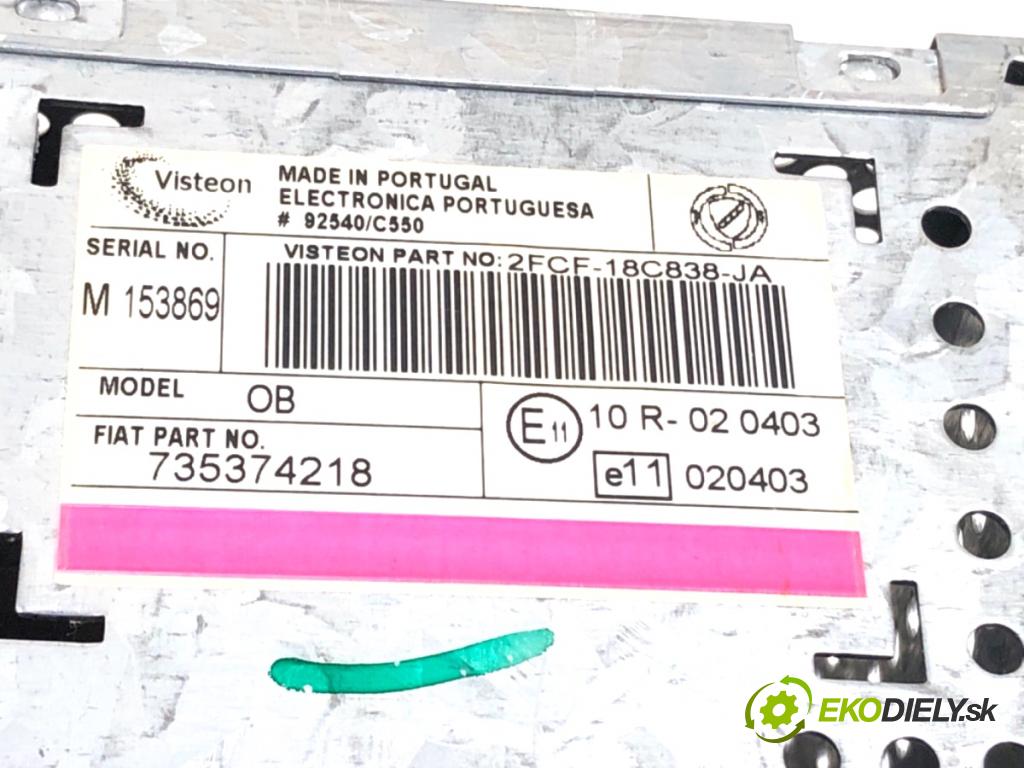 Visteon
MADE IN PORTUGAL
ELECTRONICA PORTUGUESA
# 92540/C550
SERIAL NO.
M 153869
VISTEON PART NO: 2FCF-18C838-JA
MODEL OB
FIAT PART NO.
735374218
E11 10 R- 02 0403
e11 020403
EKODIELY.sk